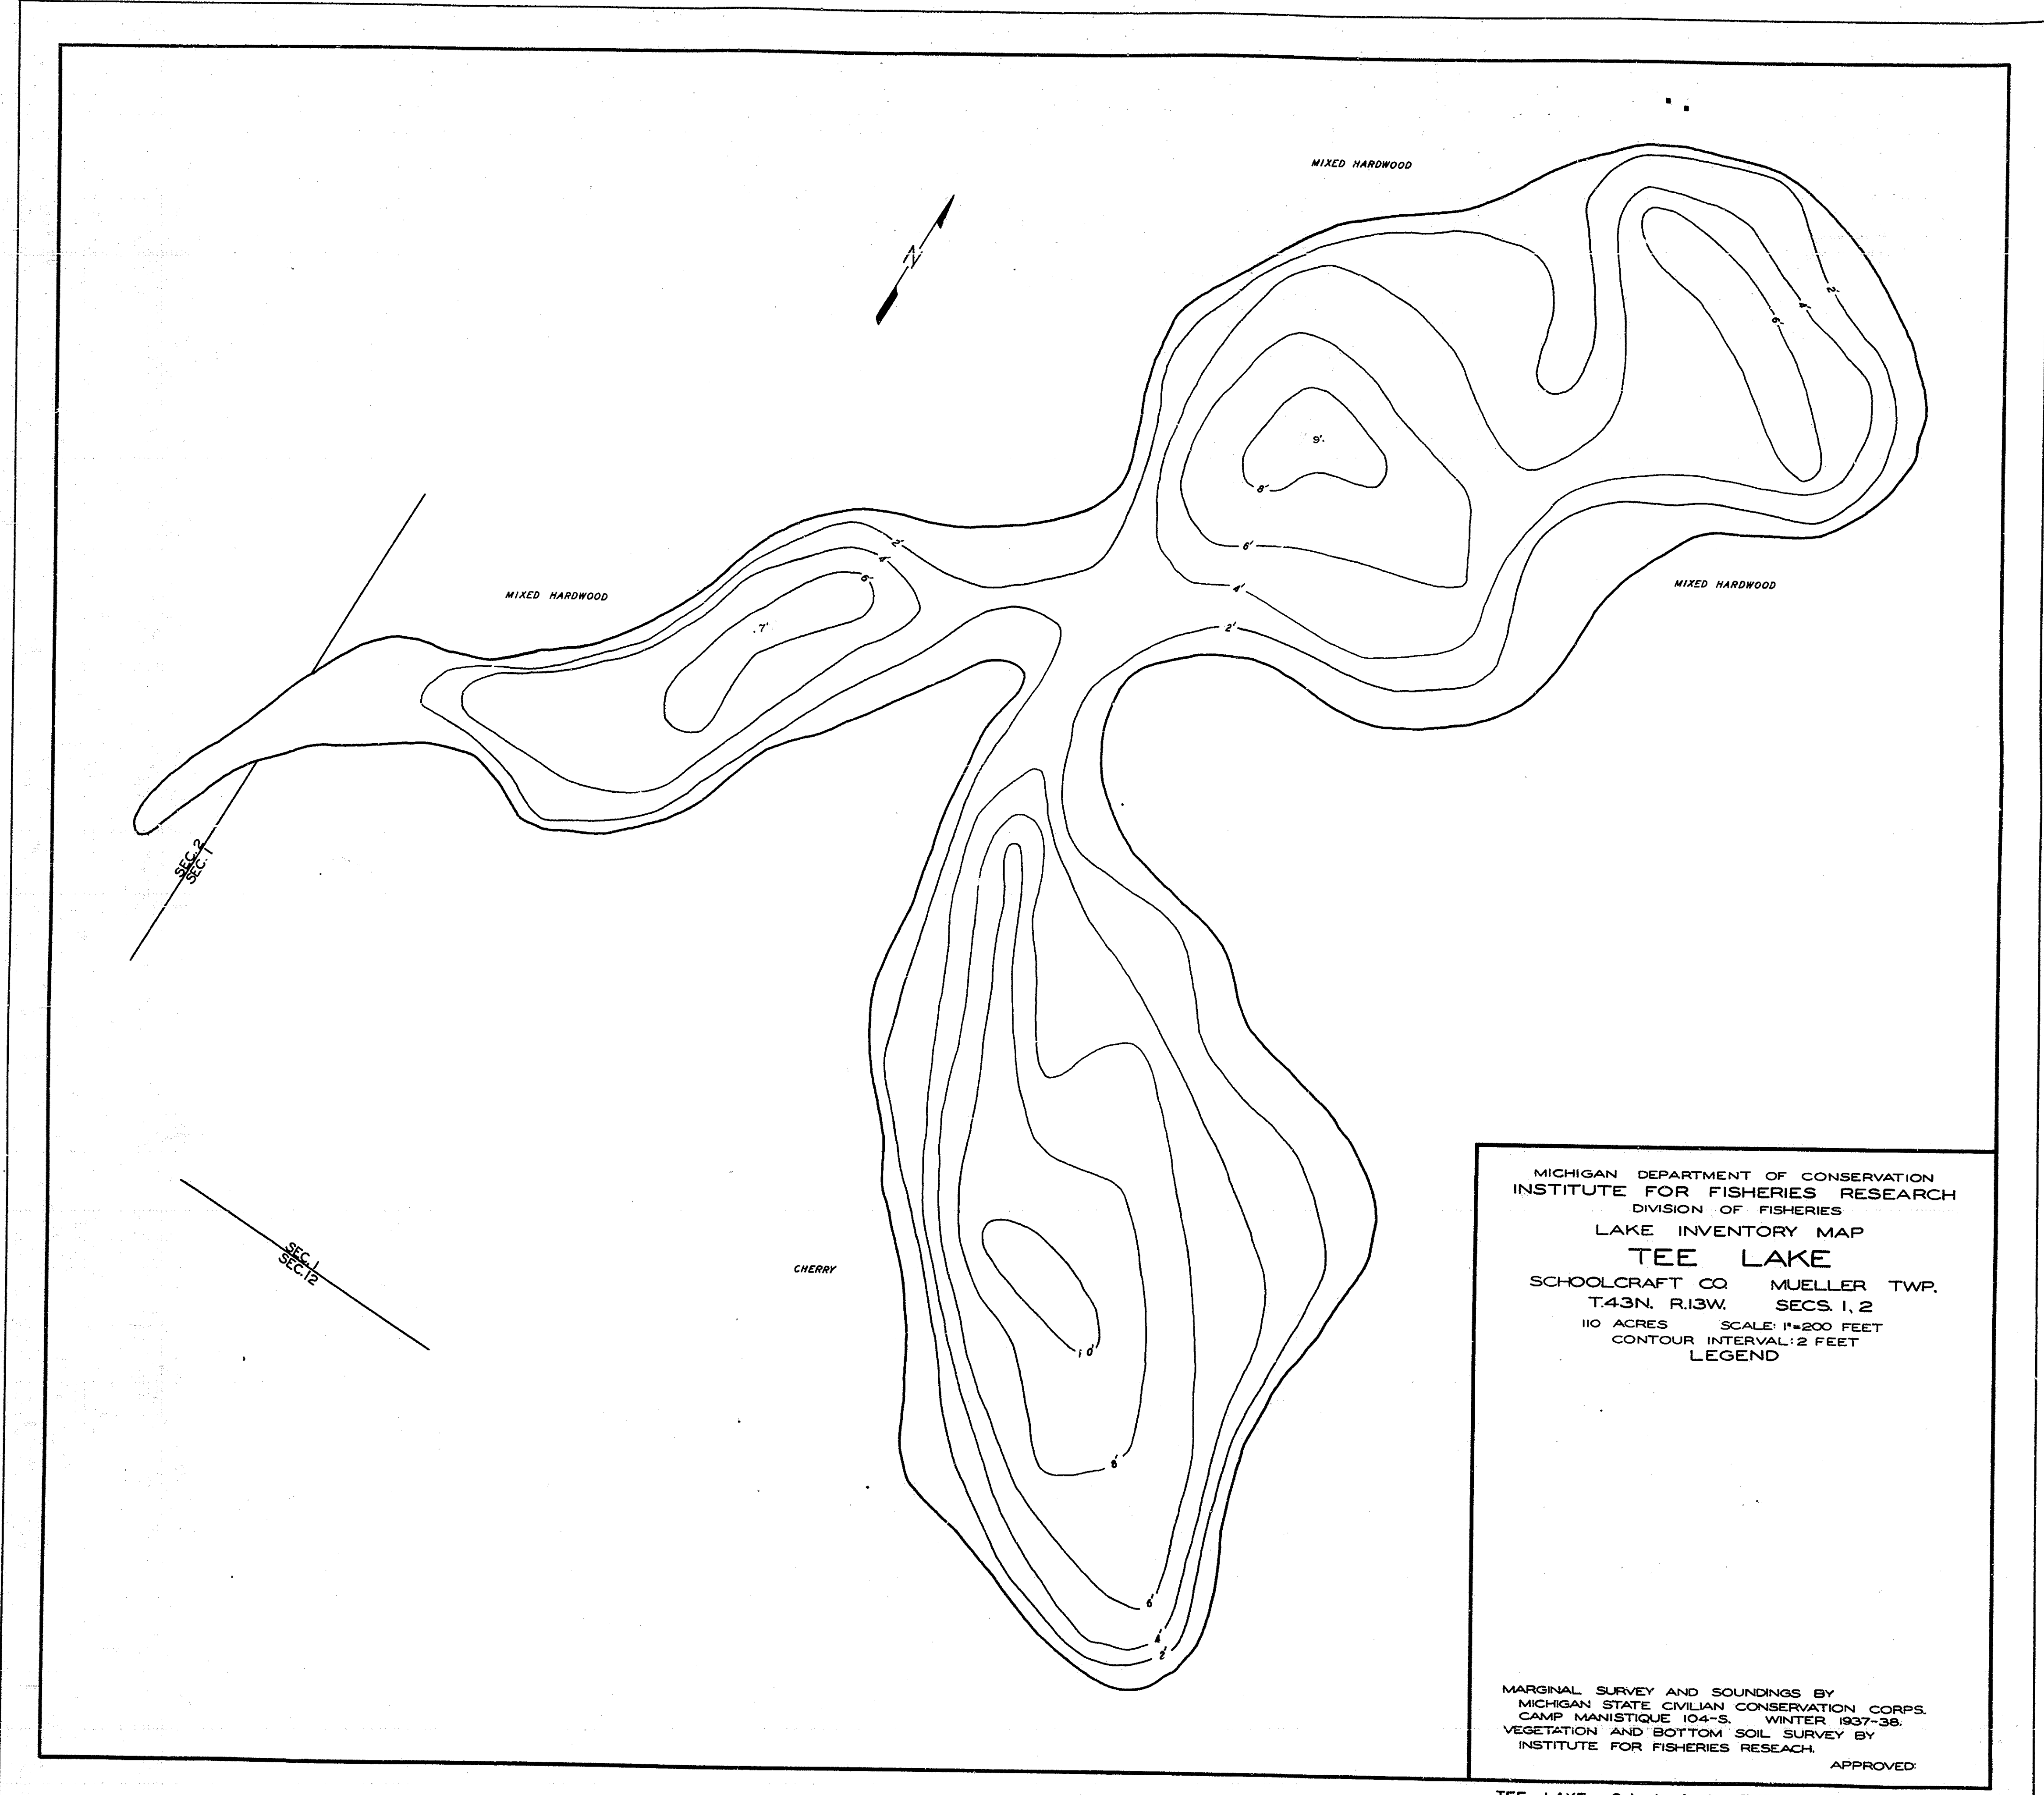 MIXED HARDWOOD
N
2'
4'
6'
9'.
8'
6'
4'
2'
MIXED HARDWOOD
2'
4'
6'
.7'
MIXED HARDWOOD
SEC. 2
SEC. 1
SEC. 1
SEC. 12
CHERRY
10'
8'
6'
4'
2'
MICHIGAN DEPARTMENT OF CONSERVATION
INSTITUTE FOR FISHERIES RESEARCH
DIVISION OF FISHERIES
LAKE INVENTORY MAP
TEE LAKE
SCHOOLCRAFT CO. MUELLER TWP.
T.43N. R.13W. SECS. 1, 2
110 ACRES SCALE: 1"=200 FEET
CONTOUR INTERVAL: 2 FEET
LEGEND
MARGINAL SURVEY AND SOUNDINGS BY
MICHIGAN STATE CIVILIAN CONSERVATION CORPS.
CAMP MANISTIQUE 104-S. WINTER 1937-38.
VEGETATION AND BOTTOM SOIL SURVEY BY
INSTITUTE FOR FISHERIES RESEACH.
APPROVED:
TEE LAKE